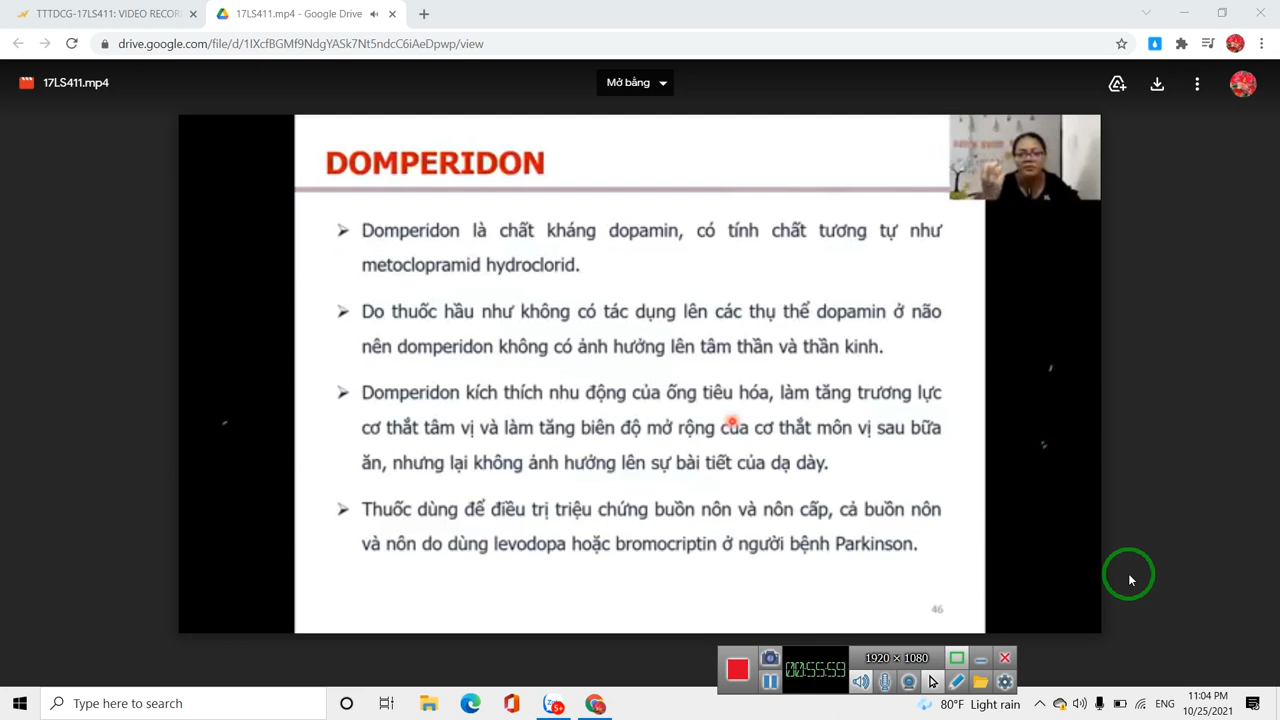 TTTDCG-17LS411: VIDEO RECOR
17LS411.mp4 - Google Drive
drive.google.com/file/d/1IXcfBGMf9NdgYASk7Nt5ndcC6iAeDpwp/view
17LS411.mp4
Mở bằng
DOMPERIDON
Domperidon là chất kháng dopamin, có tính chất tương tự như
metoclopramid hydroclorid.
Do thuốc hầu như không có tác dụng lên các thụ thể dopamin ở não
nên domperidon không có ảnh hưởng lên tâm thần và thần kinh.
Domperidon kích thích nhu động của ống tiêu hóa, làm tăng trương lực
cơ thắt tâm vị và làm tăng biên độ mở rộng của cơ thắt môn vị sau bữa
ăn, nhưng lại không ảnh hưởng lên sự bài tiết của dạ dày.
Thuốc dùng để điều trị triệu chứng buồn nôn và nôn cấp, cả buồn nôn
và nôn do dùng levodopa hoặc bromocriptin ở người bệnh Parkinson.
46
00:55:59
1920 × 1080
Type here to search
5+
80°F Light rain
ENG
11:04 PM
10/25/2021